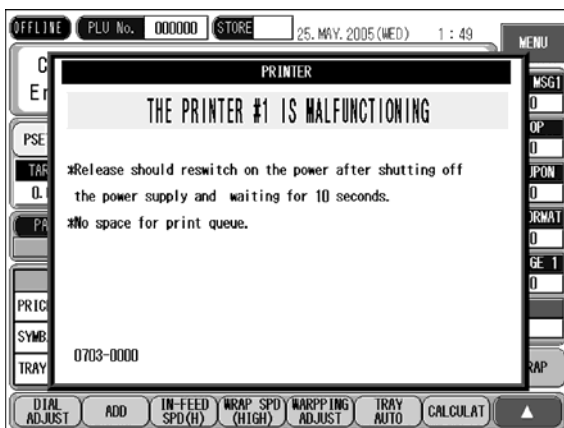 OFFLINE PLU No. 000000 STORE 25. MAY. 2005(WED) 1 : 49
MENU
PRINTER
THE PRINTER #1 IS MALFUNCTIONING
MSG1
0
PSE
OP
0
TAR
0.
*Release should reswitch on the power after shutting off
the power supply and waiting for 10 seconds.
*No space for print queue.
UPON
0
PA
ORMAT
0
GE 1
0
PRIC
SYMB
TRAY
0703-0000
RAP
DIAL ADJUST ADD IN-FEED SPD(H) WRAP SPD (HIGH) WARPPING ADJUST TRAY AUTO CALCULAT ▲